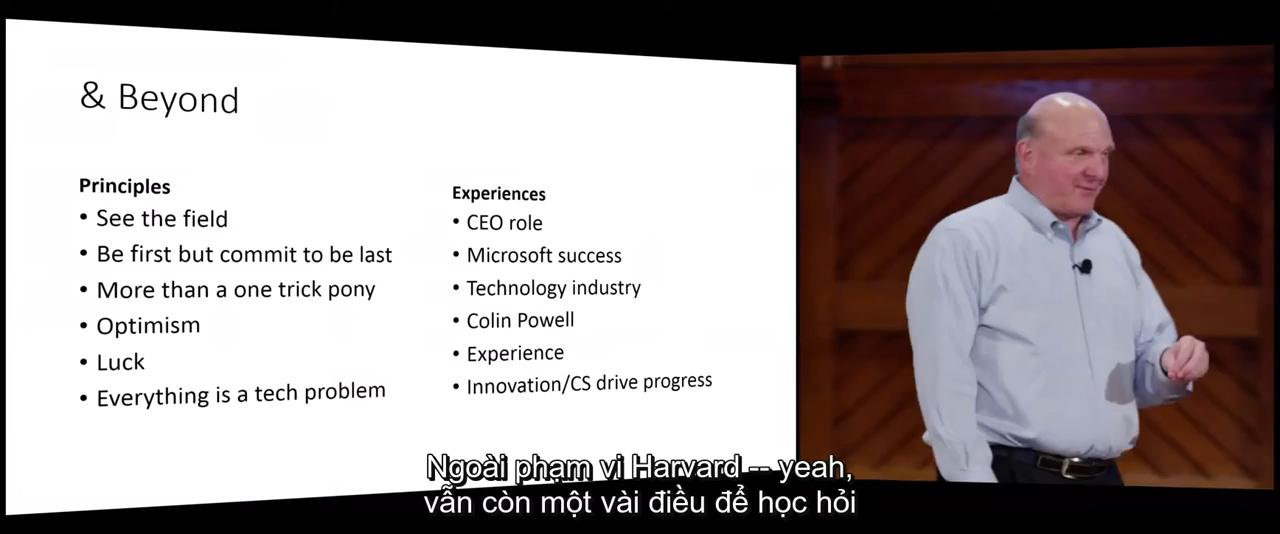 & Beyond
Principles
• See the field
• Be first but commit to be last
• More than a one trick pony
• Optimism
• Luck
• Everything is a tech problem
Experiences
• CEO role
• Microsoft success
• Technology industry
• Colin Powell
• Experience
• Innovation/CS drive progress
Ngoài phạm vi Harvard -- yeah,
vẫn còn một vài điều để học hỏi